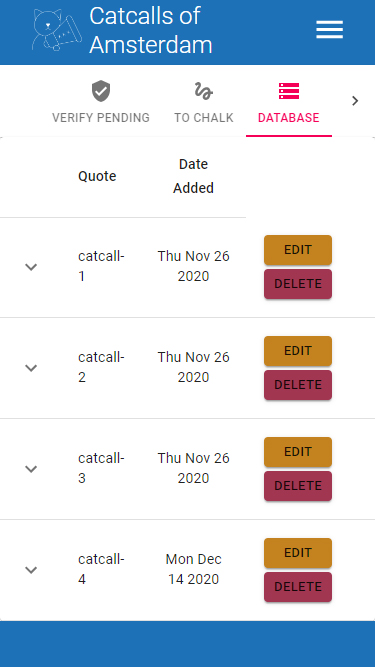 Catcalls of
Amsterdam
VERIFY PENDING
TO CHALK
DATABASE
Quote
Date
Added
catcall-
1
Thu Nov 26
2020
EDIT
DELETE
catcall-
2
Thu Nov 26
2020
EDIT
DELETE
catcall-
3
Thu Nov 26
2020
EDIT
DELETE
catcall-
4
Mon Dec
14 2020
EDIT
DELETE